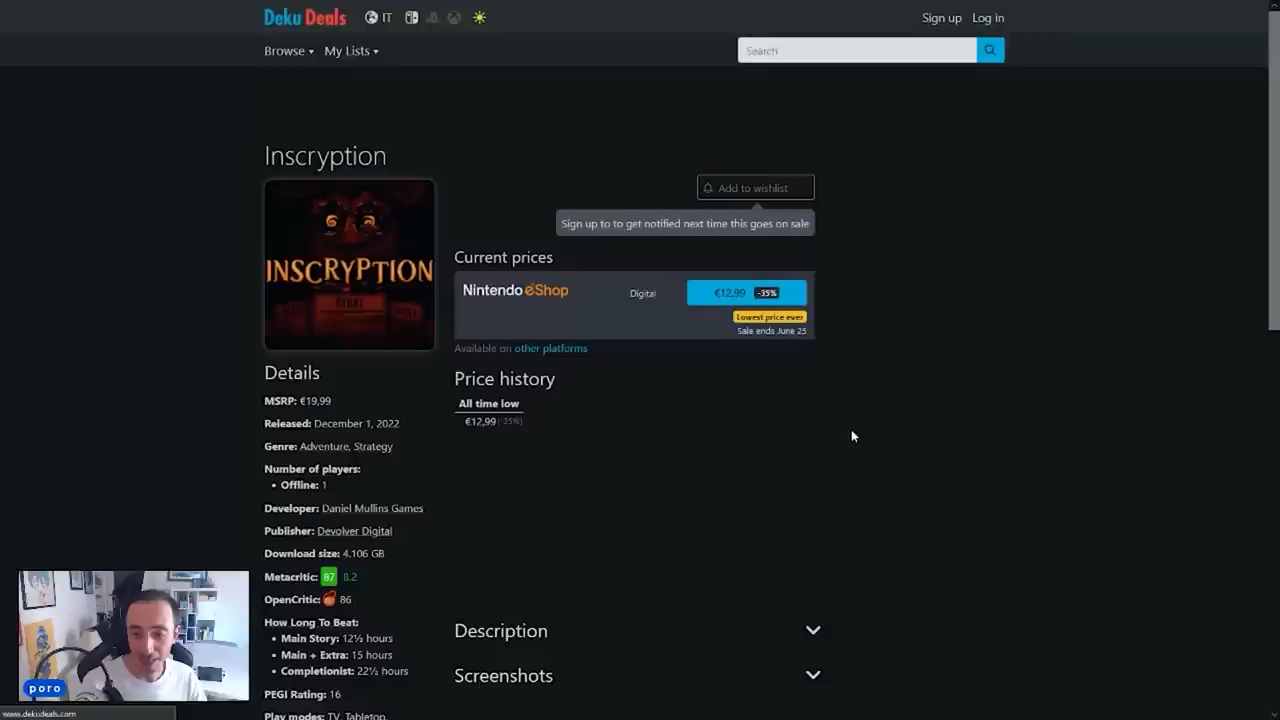 Deku Deals IT
Sign up Log in
Browse My Lists
Search
Inscryption
INSCRYPTION
Add to wishlist
Sign up to to get notified next time this goes on sale
Current prices
Nintendo eShop Digital €12,99 -35%
Lowest price ever
Sale ends June 25
Available on other platforms
Price history
All time low
€12,99 (-35%)
Details
MSRP: €19,99
Released: December 1, 2022
Genre: Adventure, Strategy
Number of players:
• Offline: 1
Developer: Daniel Mullins Games
Publisher: Devolver Digital
Download size: 4.106 GB
Metacritic: 87 8.2
OpenCritic: 86
How Long To Beat:
• Main Story: 12½ hours
• Main + Extra: 15 hours
• Completionist: 22½ hours
PEGI Rating: 16
Play modes: TV, Tabletop,
Description
Screenshots
poro
www.dekudeals.com